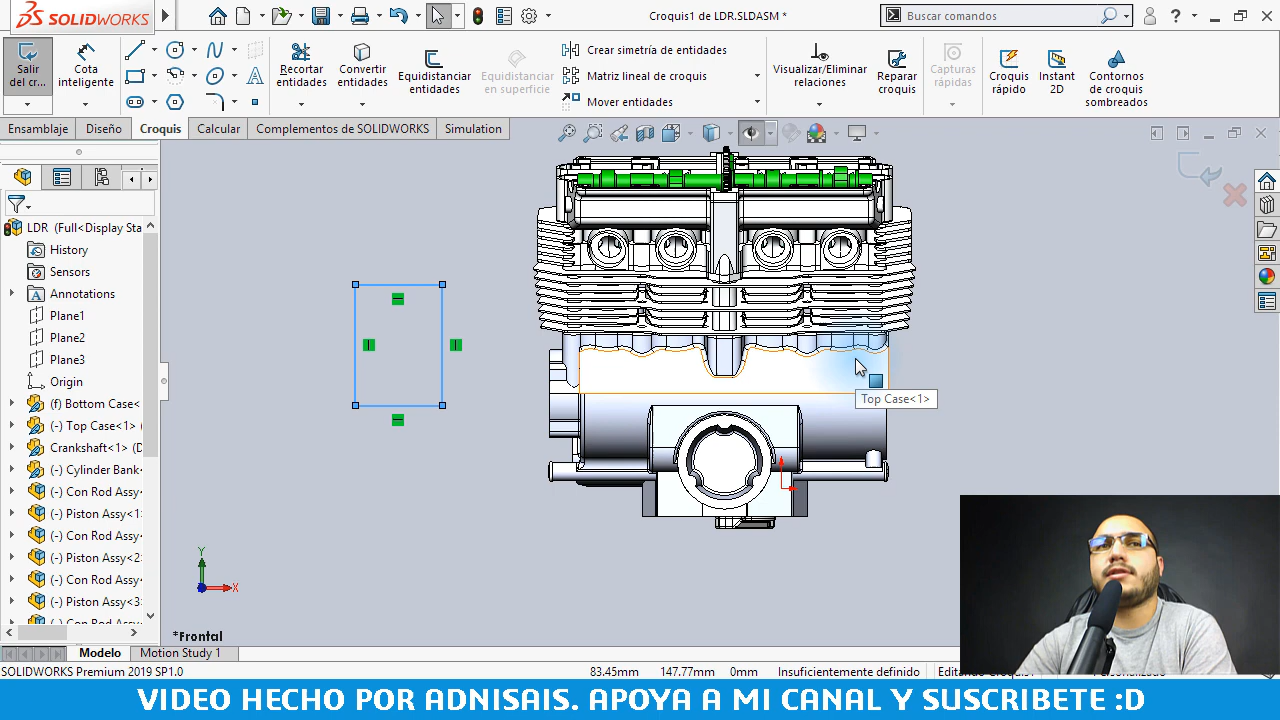 SOLIDWORKS
Croquis1 de LDR.SLDASM *
Buscar comandos
Salir del cr...
Cota inteligente
Recortar entidades
Convertir entidades
Equidistanciar entidades
Equidistanciar en superficie
Crear simetría de entidades
Matriz lineal de croquis
Mover entidades
Visualizar/Eliminar relaciones
Reparar croquis
Capturas rápidas
Croquis rápido
Instant 2D
Contornos de croquis sombreados
Ensamblaje
Diseño
Croquis
Calcular
Complementos de SOLIDWORKS
Simulation
LDR (Full<Display Sta
History
Sensors
Annotations
Plane1
Plane2
Plane3
Origin
(f) Bottom Case<
(-) Top Case<1> (
Crankshaft<1> (D
(-) Cylinder Bank<
(-) Con Rod Assy<
(-) Piston Assy<1>
(-) Con Rod Assy<
(-) Piston Assy<2>
(-) Con Rod Assy<
(-) Piston Assy<3>
(-) Con Rod Assy<
Top Case<1>
Y
X
*Frontal
Modelo
Motion Study 1
SOLIDWORKS Premium 2019 SP1.0
83.45mm
147.77mm
0mm
Insuficientemente definido
VIDEO HECHO POR ADNISAIS. APOYA A MI CANAL Y SUSCRIBETE :D